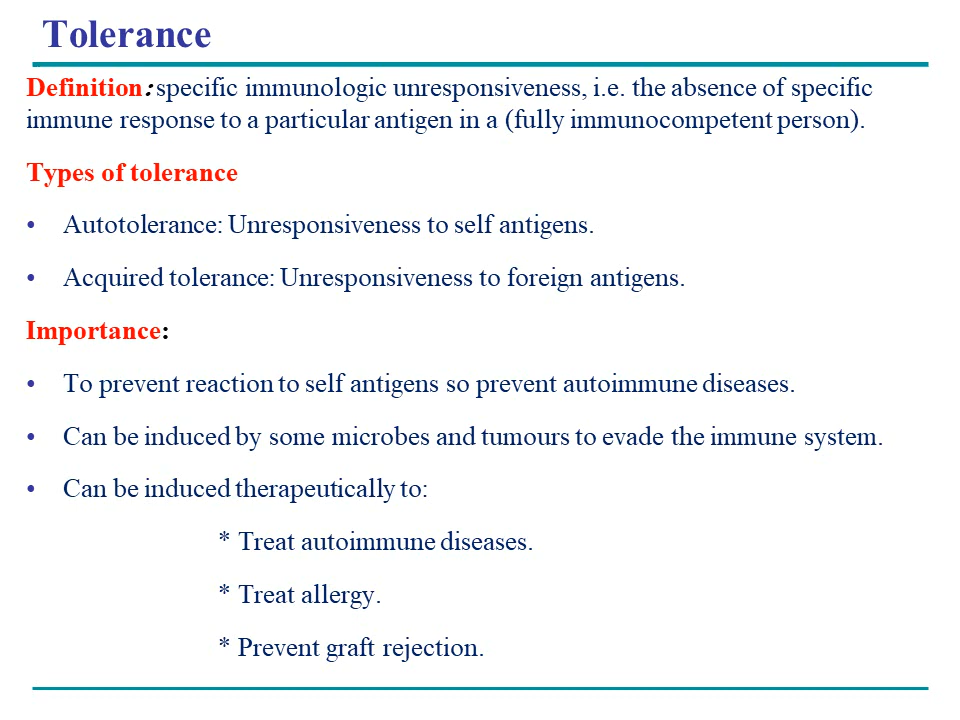 Tolerance
Definition: specific immunologic unresponsiveness, i.e. the absence of specific
immune response to a particular antigen in a (fully immunocompetent person).
Types of tolerance
• Autotolerance: Unresponsiveness to self antigens.
• Acquired tolerance: Unresponsiveness to foreign antigens.
Importance:
• To prevent reaction to self antigens so prevent autoimmune diseases.
• Can be induced by some microbes and tumours to evade the immune system.
• Can be induced therapeutically to:
* Treat autoimmune diseases.
* Treat allergy.
* Prevent graft rejection.